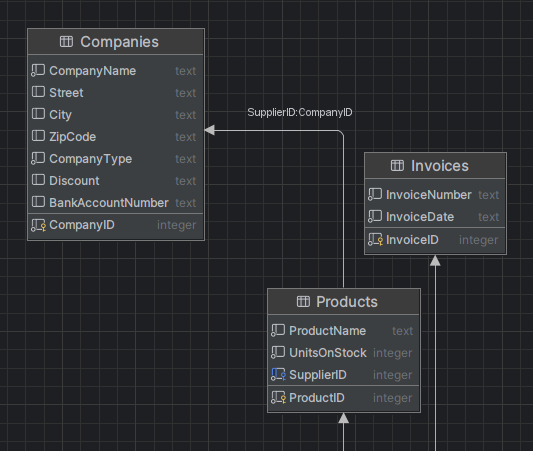 Companies
CompanyName text
Street text
City text
ZipCode text
CompanyType text
Discount text
BankAccountNumber text
CompanyID integer
SupplierID:CompanyID
Invoices
InvoiceNumber text
InvoiceDate text
InvoiceID integer
Products
ProductName text
UnitsOnStock integer
SupplierID integer
ProductID integer